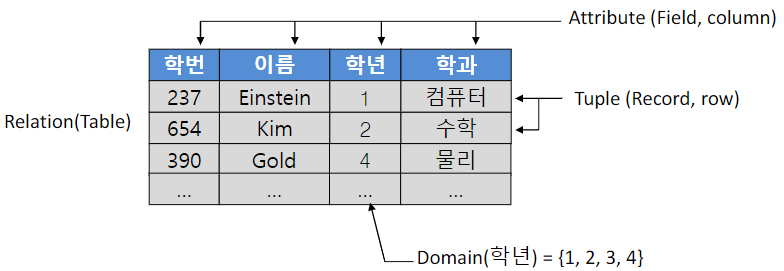 Attribute (Field, column)
학번 이름 학년 학과
237 Einstein 1 컴퓨터
Tuple (Record, row)
Relation(Table)
654 Kim 2 수학
390 Gold 4 물리
... ... ... ...
Domain(학년) = {1, 2, 3, 4}